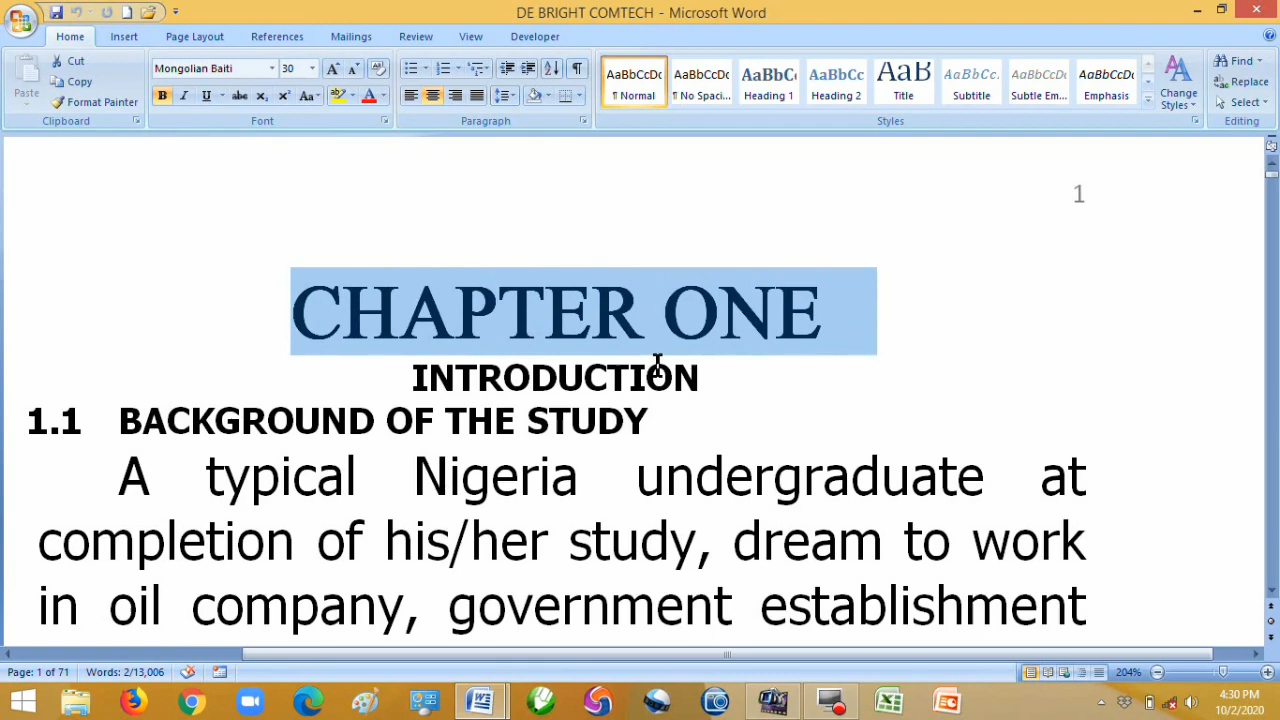 DE BRIGHT COMTECH - Microsoft Word
Home Insert Page Layout References Mailings Review View Developer
Paste
Cut
Copy
Format Painter
Clipboard
Mongolian Baiti 30
Font
Paragraph
AaBbCcDc AaBbCcDc AaBbC AaBbCc AaB AaBbCc. AaBbCcDc AaBbCcDc
¶ Normal ¶ No Spaci... Heading 1 Heading 2 Title Subtitle Subtle Em... Emphasis
Change Styles
Styles
Find
Replace
Select
Editing
1
CHAPTER ONE
INTRODUCTION
1.1 BACKGROUND OF THE STUDY
A typical Nigeria undergraduate at
completion of his/her study, dream to work
in oil company, government establishment
Page: 1 of 71 Words: 2/13,006 204%
4:30 PM
10/2/2020